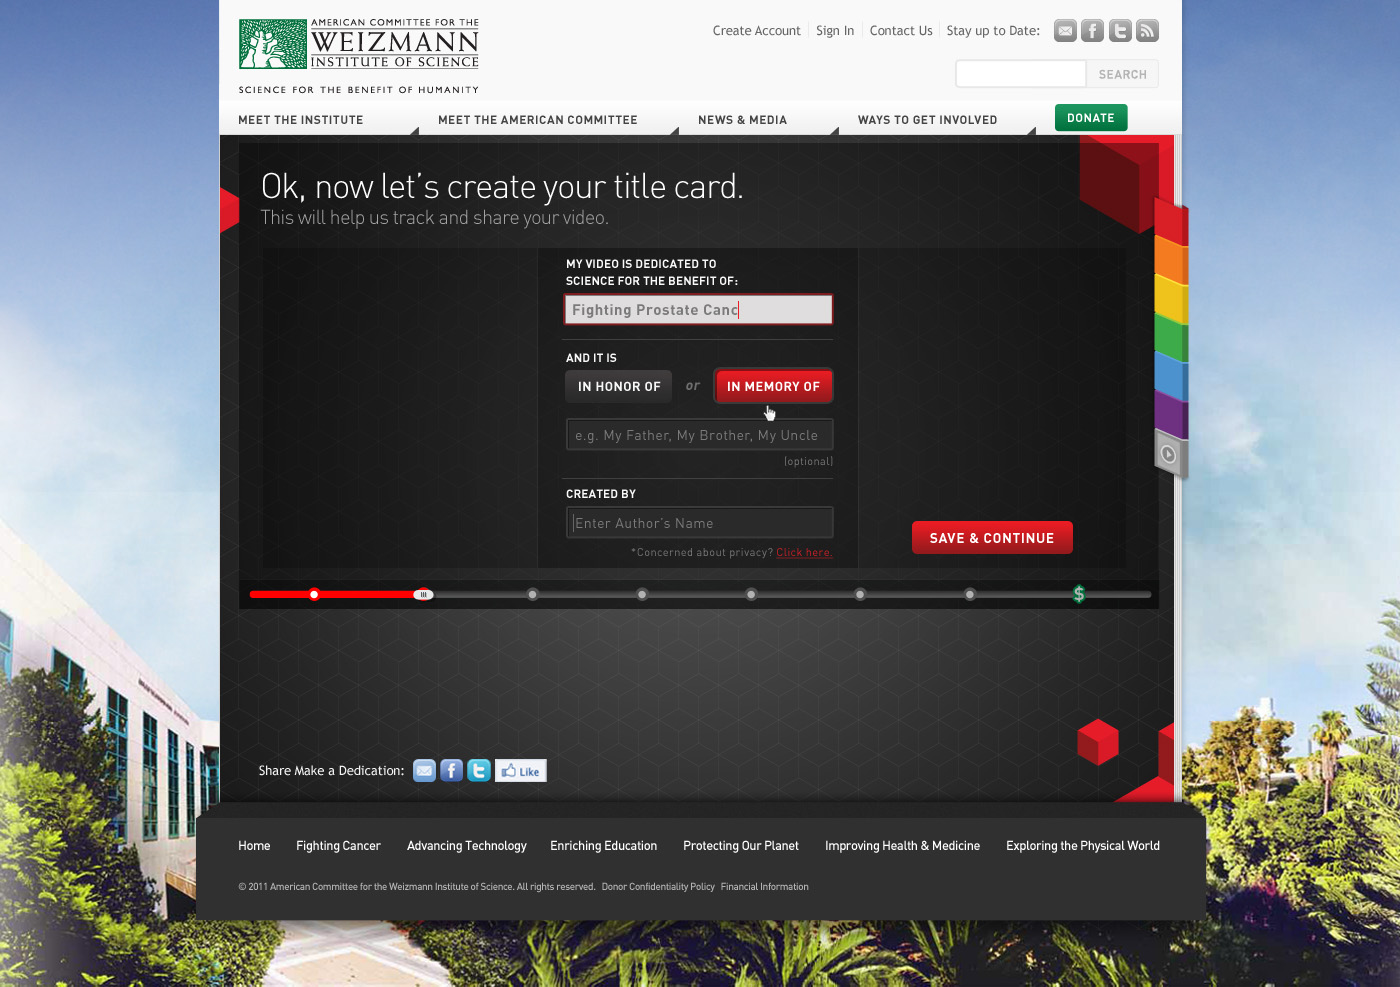 AMERICAN COMMITTEE FOR THE
WEIZMANN
INSTITUTE OF SCIENCE
SCIENCE FOR THE BENEFIT OF HUMANITY
Create Account
Sign In
Contact Us
Stay up to Date:
SEARCH
MEET THE INSTITUTE
MEET THE AMERICAN COMMITTEE
NEWS & MEDIA
WAYS TO GET INVOLVED
DONATE
Ok, now let's create your title card.
This will help us track and share your video.
MY VIDEO IS DEDICATED TO
SCIENCE FOR THE BENEFIT OF:
Fighting Prostate Canc
AND IT IS
IN HONOR OF
or
IN MEMORY OF
e.g. My Father, My Brother, My Uncle
(optional)
CREATED BY
Enter Author's Name
*Concerned about privacy? Click here.
SAVE & CONTINUE
$
Share Make a Dedication:
Like
Home
Fighting Cancer
Advancing Technology
Enriching Education
Protecting Our Planet
Improving Health & Medicine
Exploring the Physical World
© 2011 American Committee for the Weizmann Institute of Science. All rights reserved. Donor Confidentiality Policy Financial Information